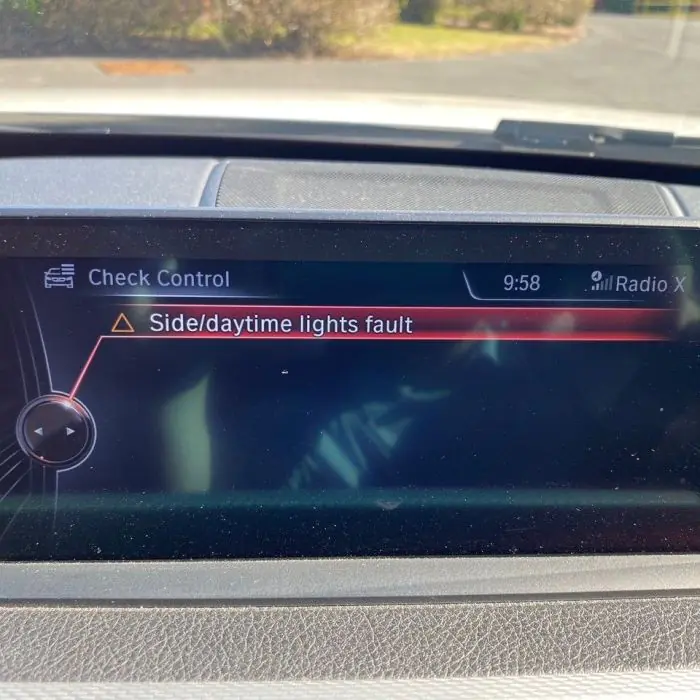 Check Control
9:58
Radio X
Side/daytime lights fault